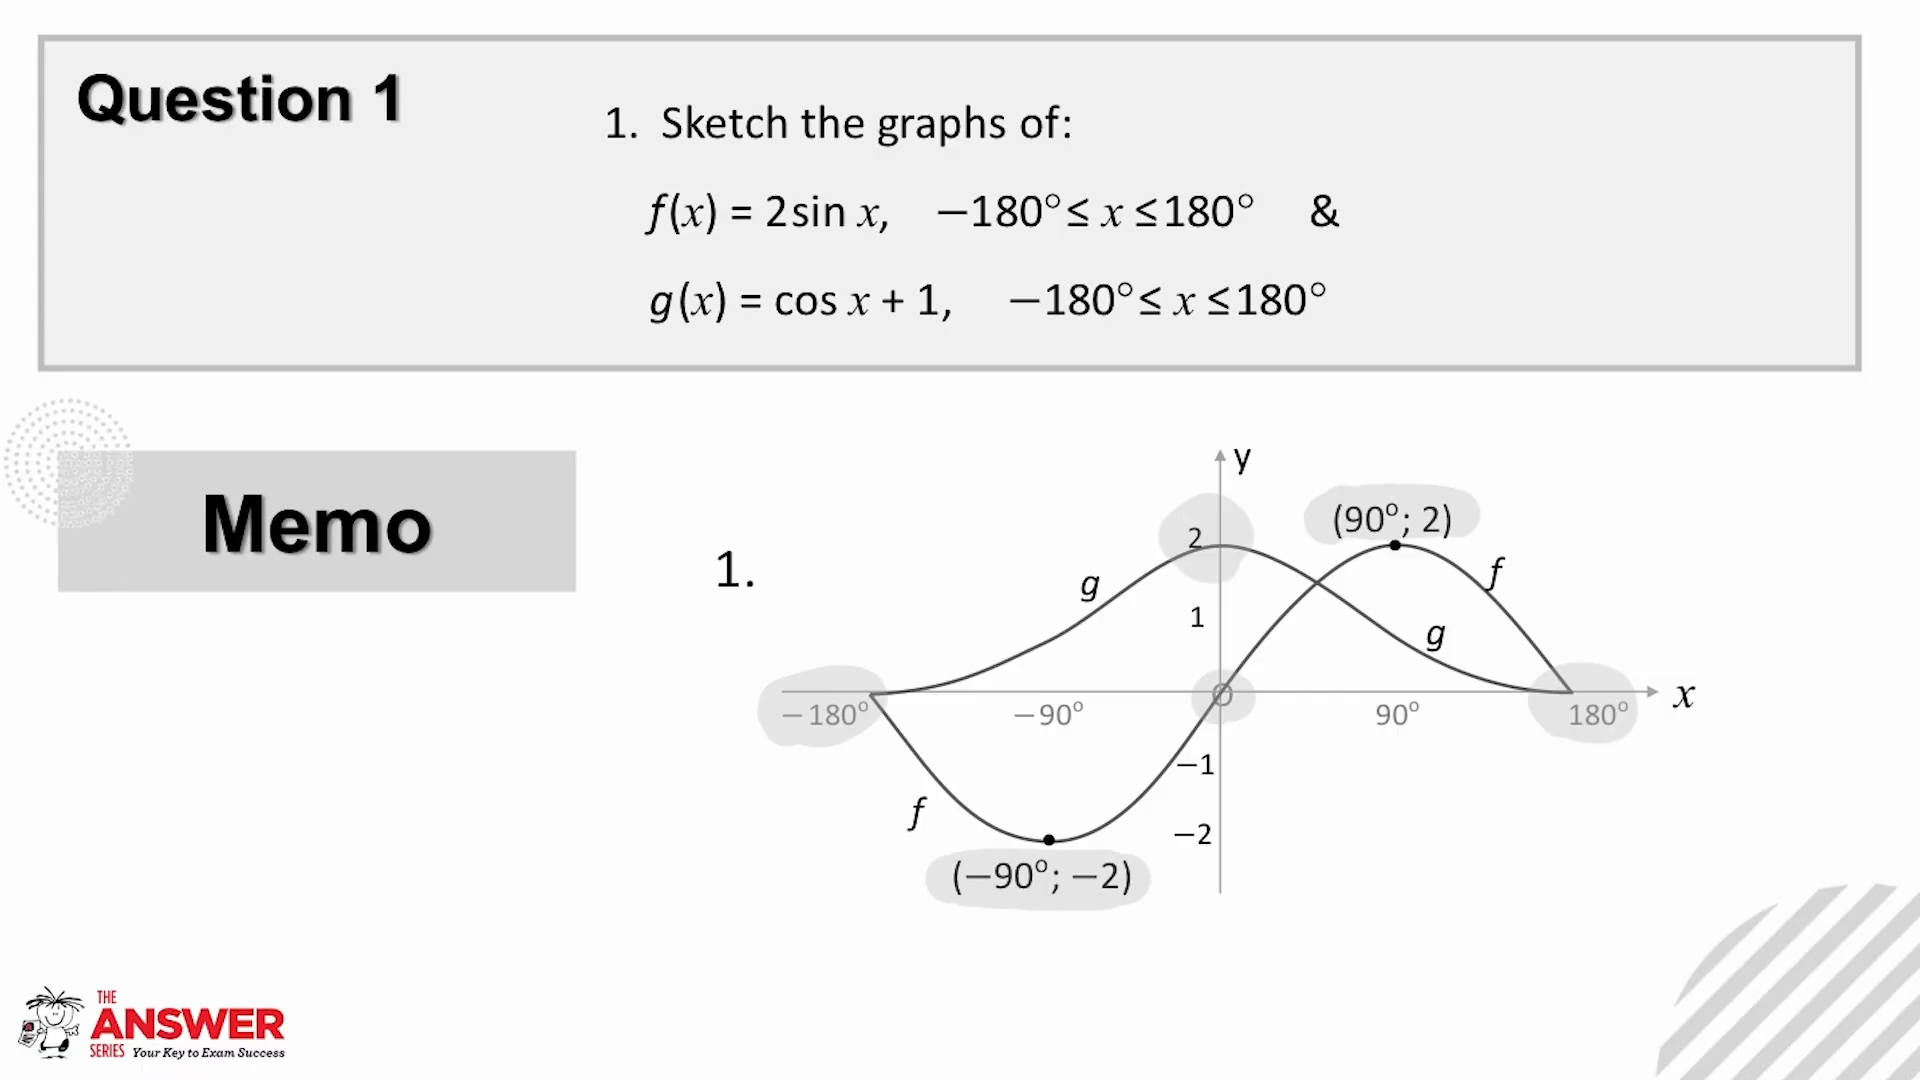 Question 1
1. Sketch the graphs of:
f(x) = 2sin x, −180°≤ x ≤180° &
g(x) = cos x + 1, −180°≤ x ≤180°
Memo
1.
y
(90°; 2)
2
f
g
1
g
O
x
−180°
−90°
90°
180°
−1
f
−2
(−90°; −2)
THE
ANSWER
SERIES Your Key to Exam Success